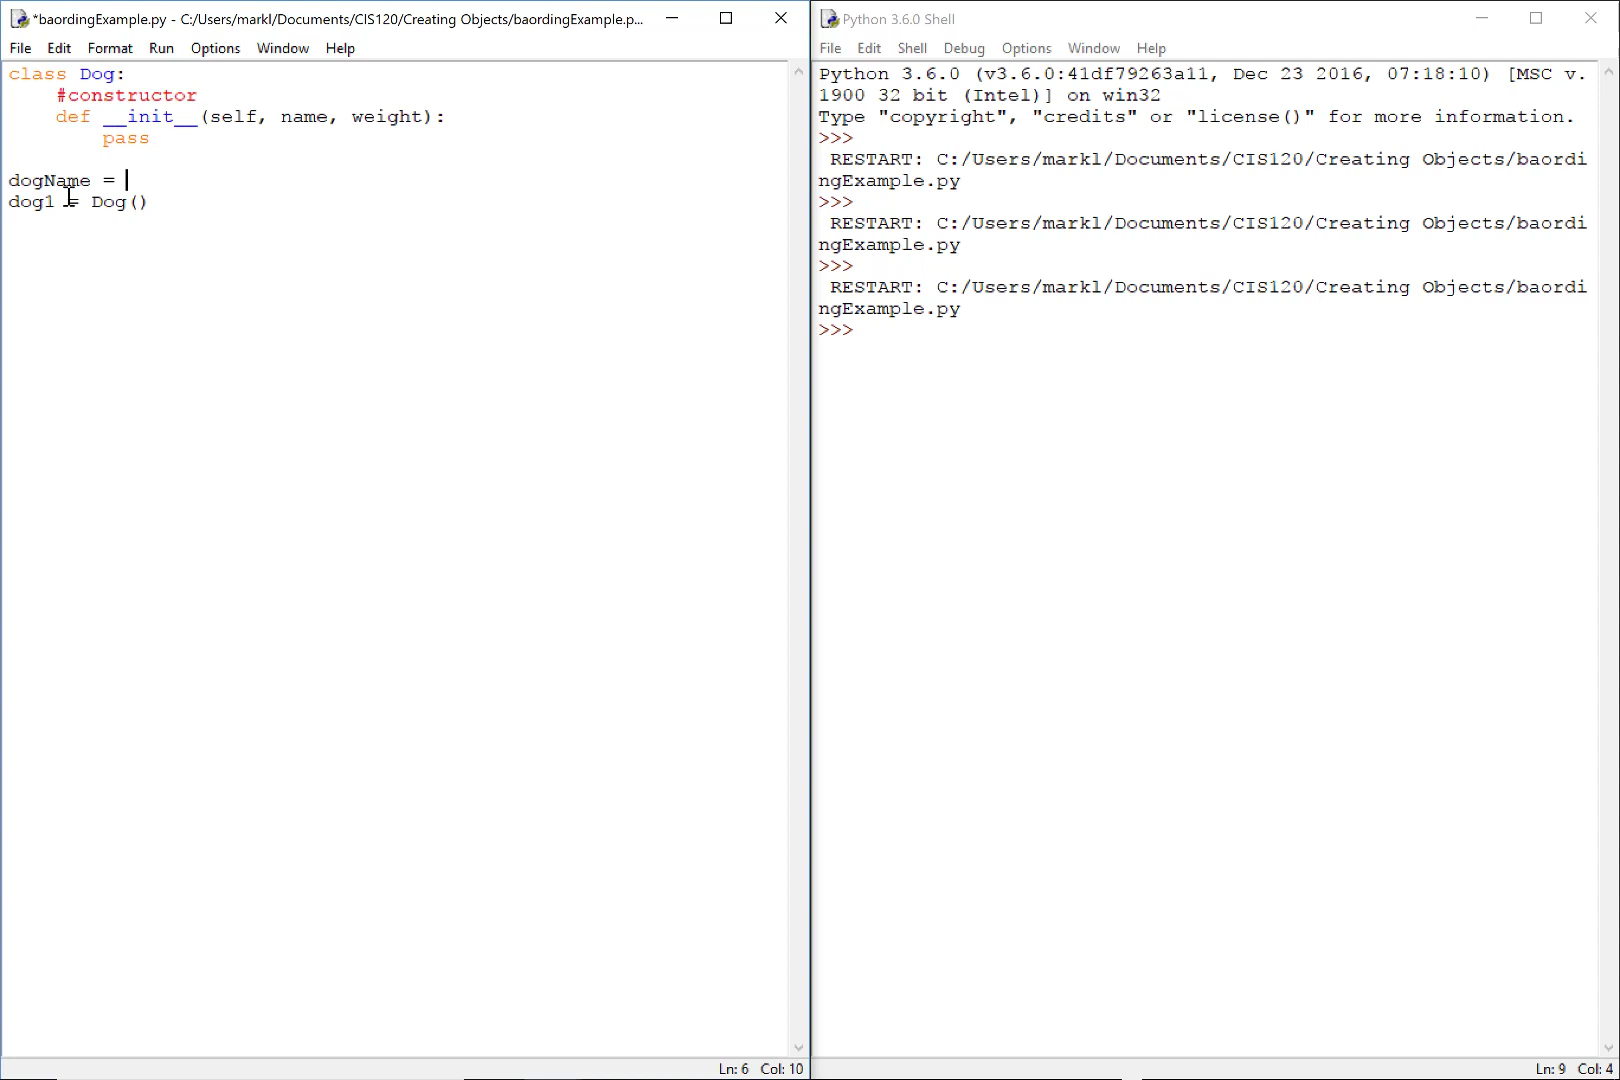 *baordingExample.py - C:/Users/markl/Documents/CIS120/Creating Objects/baordingExample.p...
File Edit Format Run Options Window Help
class Dog:
    #constructor
    def __init__(self, name, weight):
        pass
dogName = 
dog1 = Dog()
Ln: 6 Col: 10
Python 3.6.0 Shell
File Edit Shell Debug Options Window Help
Python 3.6.0 (v3.6.0:41df79263a11, Dec 23 2016, 07:18:10) [MSC v.
1900 32 bit (Intel)] on win32
Type "copyright", "credits" or "license()" for more information.
>>>
 RESTART: C:/Users/markl/Documents/CIS120/Creating Objects/baordi
ngExample.py
>>>
 RESTART: C:/Users/markl/Documents/CIS120/Creating Objects/baordi
ngExample.py
>>>
 RESTART: C:/Users/markl/Documents/CIS120/Creating Objects/baordi
ngExample.py
>>>
Ln: 9 Col: 4